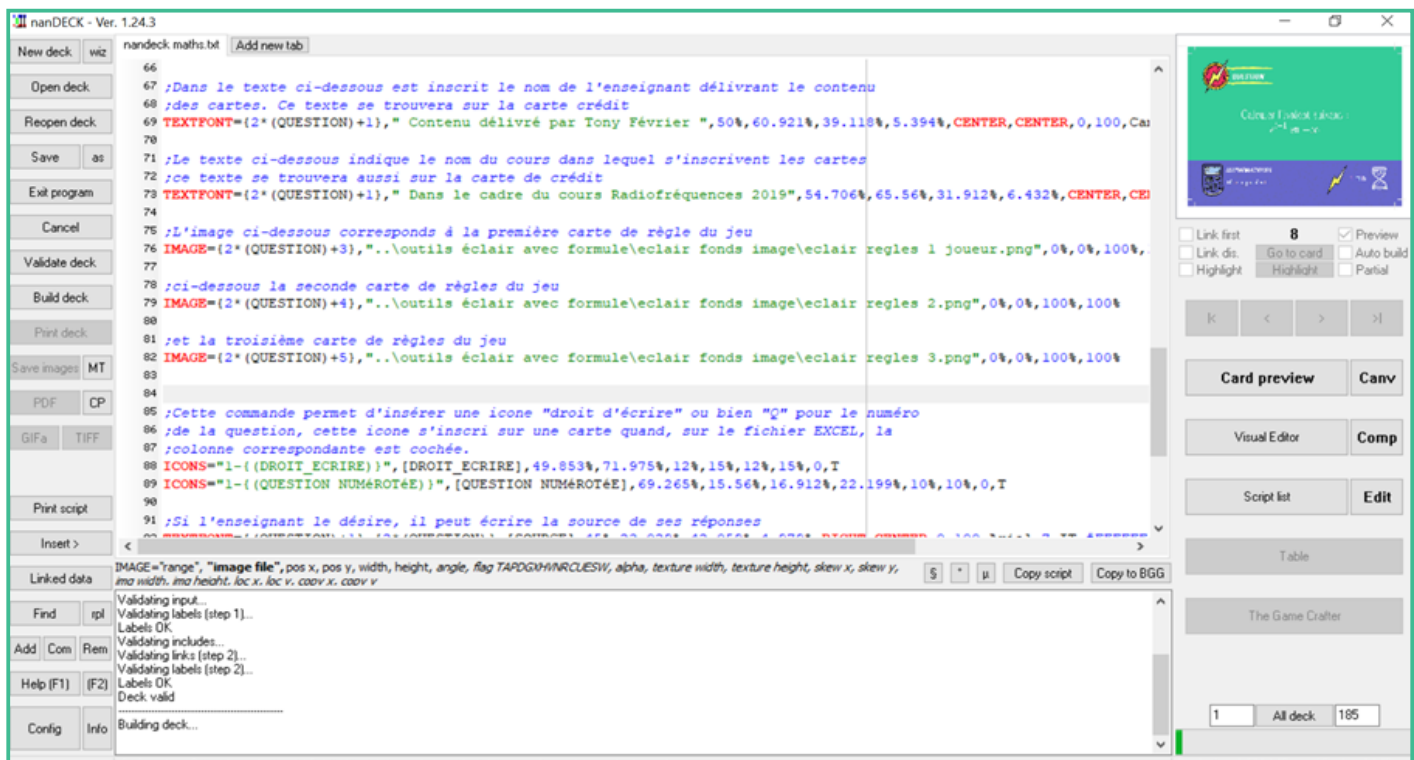 nanDECK - Ver. 1.24.3
New deck wiz
Open deck
Reopen deck
Save as
Exit program
Cancel
Validate deck
Build deck
Print deck
Save images MT
PDF CP
GIFa TIFF
Print script
Insert >
Linked data
Find rpl
Add Com Rem
Help (F1) (F2)
Config Info
nandeck maths.txt Add new tab
66
67 ;Dans le texte ci-dessous est inscrit le nom de l'enseignant délivrant le contenu
68 ;des cartes. Ce texte se trouvera sur la carte crédit
69 TEXTFONT={2*(QUESTION)+1}," Contenu délivré par Tony Février ",50%,60.921%,39.118%,5.394%,CENTER,CENTER,0,100,Ca
70
71 ;Le texte ci-dessous indique le nom du cours dans lequel s'inscrivent les cartes
72 ;ce texte se trouvera aussi sur la carte de crédit
73 TEXTFONT={2*(QUESTION)+1}," Dans le cadre du cours Radiofréquences 2019",54.706%,65.56%,31.912%,6.432%,CENTER,CE
74
75 ;L'image ci-dessous corresponds à la première carte de règle du jeu
76 IMAGE={2*(QUESTION)+3},"..\outils éclair avec formule\eclair fonds image\eclair regles 1 joueur.png",0%,0%,100%,
77
78 ;ci-dessous la seconde carte de règles du jeu
79 IMAGE={2*(QUESTION)+4},"..\outils éclair avec formule\eclair fonds image\eclair regles 2.png",0%,0%,100%,100%
80
81 ;et la troisième carte de règles du jeu
82 IMAGE={2*(QUESTION)+5},"..\outils éclair avec formule\eclair fonds image\eclair regles 3.png",0%,0%,100%,100%
83
84
85 ;Cette commande permet d'insérer une icone "droit d'écrire" ou bien "Q" pour le numéro
86 ;de la question, cette icone s'inscri sur une carte quand, sur le fichier EXCEL, la
87 ;colonne correspondante est cochée.
88 ICONS="1-{(DROIT_ECRIRE)}",[DROIT_ECRIRE],49.853%,71.975%,12%,15%,12%,15%,0,T
89 ICONS="1-{(QUESTION NUMéROTéE)}",[QUESTION NUMéROTéE],69.265%,15.56%,16.912%,22.199%,10%,10%,0,T
90
91 ;Si l'enseignant le désire, il peut écrire la source de ses réponses
IMAGE="range", "image file", pos x, pos y, width, height, angle, flag TAPDGXHVNRCUESW, alpha, texture width, texture height, skew x, skew y,
img width, img height, loc x, loc y, copy x, copy y
§ " µ Copy script Copy to BGG
Validating input...
Validating labels (step 1)...
Labels OK
Validating includes...
Validating links (step 2)...
Validating labels (step 2)...
Labels OK
Deck valid
Building deck...
QUESTION
Link first 8 Preview
Link dis. Go to card Auto build
Highlight Highlight Partial
|< < > >|
Card preview Canv
Visual Editor Comp
Script list Edit
Table
The Game Crafter
1 All deck 185